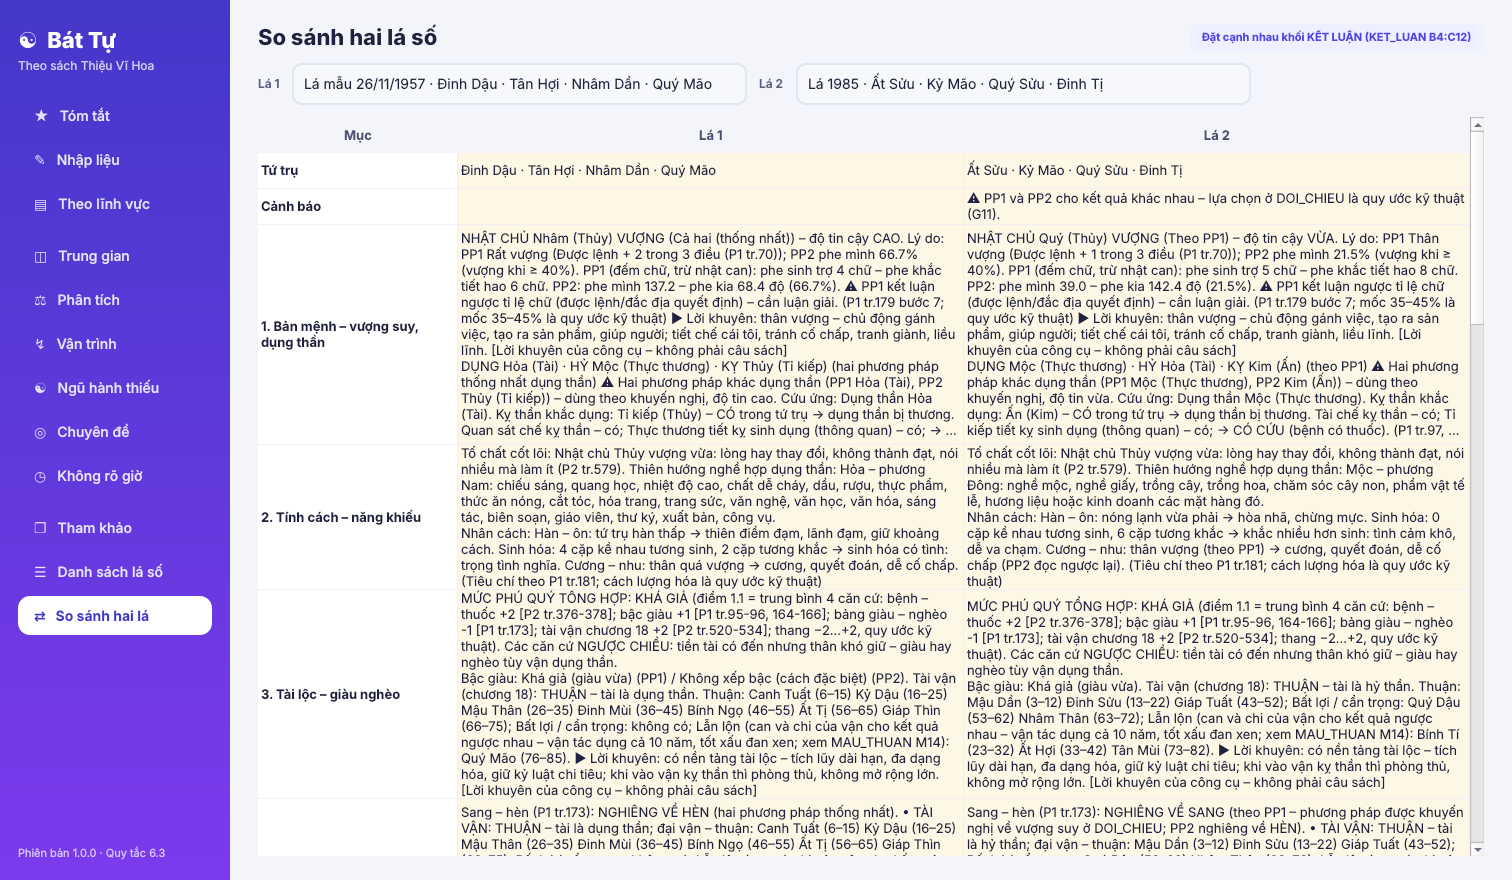 ☯ Bát Tự
Theo sách Thiệu Vĩ Hoa
★ Tóm tắt
✎ Nhập liệu
▤ Theo lĩnh vực
◫ Trung gian
⚖ Phân tích
↯ Vận trình
☯ Ngũ hành thiếu
◎ Chuyên đề
◷ Không rõ giờ
❐ Tham khảo
☰ Danh sách lá số
⇄ So sánh hai lá
Phiên bản 1.0.0 · Quy tắc 6.3
So sánh hai lá số
Đặt cạnh nhau khối KẾT LUẬN (KET_LUAN B4:C12)
Lá 1
Lá mẫu 26/11/1957 · Đinh Dậu · Tân Hợi · Nhâm Dần · Quý Mão
Lá 2
Lá 1985 · Ất Sửu · Kỷ Mão · Quý Sửu · Đinh Tị
Mục
Lá 1
Lá 2
Tứ trụ
Đinh Dậu · Tân Hợi · Nhâm Dần · Quý Mão
Ất Sửu · Kỷ Mão · Quý Sửu · Đinh Tị
Cảnh báo
⚠ PP1 và PP2 cho kết quả khác nhau – lựa chọn ở DOI_CHIEU là quy ước kỹ thuật
(G11).
1. Bản mệnh – vượng suy,
dụng thần
NHẬT CHỦ Nhâm (Thủy) VƯỢNG (Cả hai (thống nhất)) – độ tin cậy CAO. Lý do:
PP1 Rất vượng (Được lệnh + 2 trong 3 điều (P1 tr.70)); PP2 phe mình 66.7%
(vượng khi ≥ 40%). PP1 (đếm chữ, trừ nhật can): phe sinh trợ 4 chữ – phe khắc
tiết hao 6 chữ. PP2: phe mình 137.2 – phe kia 68.4 độ (66.7%). ⚠ PP1 kết luận
ngược tỉ lệ chữ (được lệnh/đắc địa quyết định) – cần luận giải. (P1 tr.179 bước 7;
mốc 35–45% là quy ước kỹ thuật) ► Lời khuyên: thân vượng – chủ động gánh
việc, tạo ra sản phẩm, giúp người; tiết chế cái tôi, tránh cố chấp, tranh giành, liều
lĩnh. [Lời khuyên của công cụ – không phải câu sách]
DỤNG Hỏa (Tài) · HỶ Mộc (Thực thương) · KỴ Thủy (Tỉ kiếp) (hai phương pháp
thống nhất dụng thần) ⚠ Hai phương pháp khác dụng thần (PP1 Hỏa (Tài), PP2
Thủy (Tỉ kiếp)) – dùng theo khuyến nghị, độ tin cao. Cứu ứng: Dụng thần Hỏa
(Tài). Kỵ thần khắc dụng: Tỉ kiếp (Thủy) – CÓ trong tứ trụ → dụng thần bị thương.
Quan sát chế kỵ thần – có; Thực thương tiết kỵ sinh dụng (thông quan) – có; → ...
NHẬT CHỦ Quý (Thủy) VƯỢNG (Theo PP1) – độ tin cậy VỪA. Lý do: PP1 Thân
vượng (Được lệnh + 1 trong 3 điều (P1 tr.70)); PP2 phe mình 21.5% (vượng khi ≥
40%). PP1 (đếm chữ, trừ nhật can): phe sinh trợ 5 chữ – phe khắc tiết hao 8 chữ.
PP2: phe mình 39.0 – phe kia 142.4 độ (21.5%). ⚠ PP1 kết luận ngược tỉ lệ chữ
(được lệnh/đắc địa quyết định) – cần luận giải. (P1 tr.179 bước 7; mốc 35–45% là
quy ước kỹ thuật) ► Lời khuyên: thân vượng – chủ động gánh việc, tạo ra sản
phẩm, giúp người; tiết chế cái tôi, tránh cố chấp, tranh giành, liều lĩnh. [Lời
khuyên của công cụ – không phải câu sách]
DỤNG Mộc (Thực thương) · HỶ Hỏa (Tài) · KỴ Kim (Ấn) (theo PP1) ⚠ Hai phương
pháp khác dụng thần (PP1 Mộc (Thực thương), PP2 Kim (Ấn)) – dùng theo
khuyến nghị, độ tin vừa. Cứu ứng: Dụng thần Mộc (Thực thương). Kỵ thần khắc
dụng: Ấn (Kim) – CÓ trong tứ trụ → dụng thần bị thương. Tài chế kỵ thần – có; Tỉ
kiếp tiết kỵ sinh dụng (thông quan) – có; → CÓ CỨU (bệnh có thuốc). (P1 tr.97, ...
2. Tính cách – năng khiếu
Tố chất cốt lõi: Nhật chủ Thủy vượng vừa: lòng hay thay đổi, không thành đạt, nói
nhiều mà làm ít (P2 tr.579). Thiên hướng nghề hợp dụng thần: Hỏa – phương
Nam: chiếu sáng, quang học, nhiệt độ cao, chất dễ cháy, dầu, rượu, thực phẩm,
thức ăn nóng, cắt tóc, hóa trang, trang sức, văn nghệ, văn học, văn hóa, sáng
tác, biên soạn, giáo viên, thư ký, xuất bản, công vụ.
Nhân cách: Hàn – ôn: tứ trụ hàn thấp → thiên điềm đạm, lãnh đạm, giữ khoảng
cách. Sinh hóa: 4 cặp kề nhau tương sinh, 2 cặp tương khắc → sinh hóa có tình:
trọng tình nghĩa. Cương – nhu: thân quá vượng → cương, quyết đoán, dễ cố chấp.
(Tiêu chí theo P1 tr.181; cách lượng hóa là quy ước kỹ thuật)
Tố chất cốt lõi: Nhật chủ Thủy vượng vừa: lòng hay thay đổi, không thành đạt, nói
nhiều mà làm ít (P2 tr.579). Thiên hướng nghề hợp dụng thần: Mộc – phương
Đông: nghề mộc, nghề giấy, trồng cây, trồng hoa, chăm sóc cây non, phẩm vật tế
lễ, hương liệu hoặc kinh doanh các mặt hàng đó.
Nhân cách: Hàn – ôn: nóng lạnh vừa phải → hòa nhã, chừng mực. Sinh hóa: 0
cặp kề nhau tương sinh, 6 cặp tương khắc → khắc nhiều hơn sinh: tình cảm khô,
dễ va chạm. Cương – nhu: thân vượng (theo PP1) → cương, quyết đoán, dễ cố
chấp (PP2 đọc ngược lại). (Tiêu chí theo P1 tr.181; cách lượng hóa là quy ước kỹ
thuật)
3. Tài lộc – giàu nghèo
MỨC PHÚ QUÝ TỔNG HỢP: KHÁ GIẢ (điểm 1.1 = trung bình 4 căn cứ: bệnh –
thuốc +2 [P2 tr.376-378]; bậc giàu +1 [P1 tr.95-96, 164-166]; bảng giàu – nghèo
-1 [P1 tr.173]; tài vận chương 18 +2 [P2 tr.520-534]; thang −2...+2, quy ước kỹ
thuật). Các căn cứ NGƯỢC CHIỀU: tiền tài có đến nhưng thân khó giữ – giàu hay
nghèo tùy vận dụng thần.
Bậc giàu: Khá giả (giàu vừa) (PP1) / Không xếp bậc (cách đặc biệt) (PP2). Tài vận
(chương 18): THUẬN – tài là dụng thần. Thuận: Canh Tuất (6–15) Kỷ Dậu (16–25)
Mậu Thân (26–35) Đinh Mùi (36–45) Bính Ngọ (46–55) Ất Tị (56–65) Giáp Thìn
(66–75); Bất lợi / cẩn trọng: không có; Lẫn lộn (can và chi của vận cho kết quả
ngược nhau – vận tác dụng cả 10 năm, tốt xấu đan xen; xem MAU_THUAN M14):
Quý Mão (76–85). ► Lời khuyên: có nền tảng tài lộc – tích lũy dài hạn, đa dạng
hóa, giữ kỷ luật chi tiêu; khi vào vận kỵ thần thì phòng thủ, không mở rộng lớn.
[Lời khuyên của công cụ – không phải câu sách]
MỨC PHÚ QUÝ TỔNG HỢP: KHÁ GIẢ (điểm 1.1 = trung bình 4 căn cứ: bệnh –
thuốc +2 [P2 tr.376-378]; bậc giàu +1 [P1 tr.95-96, 164-166]; bảng giàu – nghèo
-1 [P1 tr.173]; tài vận chương 18 +2 [P2 tr.520-534]; thang −2...+2, quy ước kỹ
thuật). Các căn cứ NGƯỢC CHIỀU: tiền tài có đến nhưng thân khó giữ – giàu hay
nghèo tùy vận dụng thần.
Bậc giàu: Khá giả (giàu vừa). Tài vận (chương 18): THUẬN – tài là hỷ thần. Thuận:
Mậu Dần (3–12) Đinh Sửu (13–22) Giáp Tuất (43–52); Bất lợi / cẩn trọng: Quý Dậu
(53–62) Nhâm Thân (63–72); Lẫn lộn (can và chi của vận cho kết quả ngược
nhau – vận tác dụng cả 10 năm, tốt xấu đan xen; xem MAU_THUAN M14): Bính Tí
(23–32) Ất Hợi (33–42) Tân Mùi (73–82). ► Lời khuyên: có nền tảng tài lộc – tích
lũy dài hạn, đa dạng hóa, giữ kỷ luật chi tiêu; khi vào vận kỵ thần thì phòng thủ,
không mở rộng lớn. [Lời khuyên của công cụ – không phải câu sách]
Sang – hèn (P1 tr.173): NGHIÊNG VỀ HÈN (hai phương pháp thống nhất). • TÀI
VẬN: THUẬN – tài là dụng thần; đại vận – thuận: Canh Tuất (6–15) Kỷ Dậu (16–25)
Mậu Thân (26–35) Đinh Mùi (36–45) Bính Ngọ (46–55) Ất Tị (56–65) Giáp Thìn
Sang – hèn (P1 tr.173): NGHIÊNG VỀ SANG (theo PP1 – phương pháp được khuyến
nghị về vượng suy ở DOI_CHIEU; PP2 nghiêng về HÈN). • TÀI VẬN: THUẬN – tài
là hỷ thần; đại vận – thuận: Mậu Dần (3–12) Đinh Sửu (13–22) Giáp Tuất (43–52);